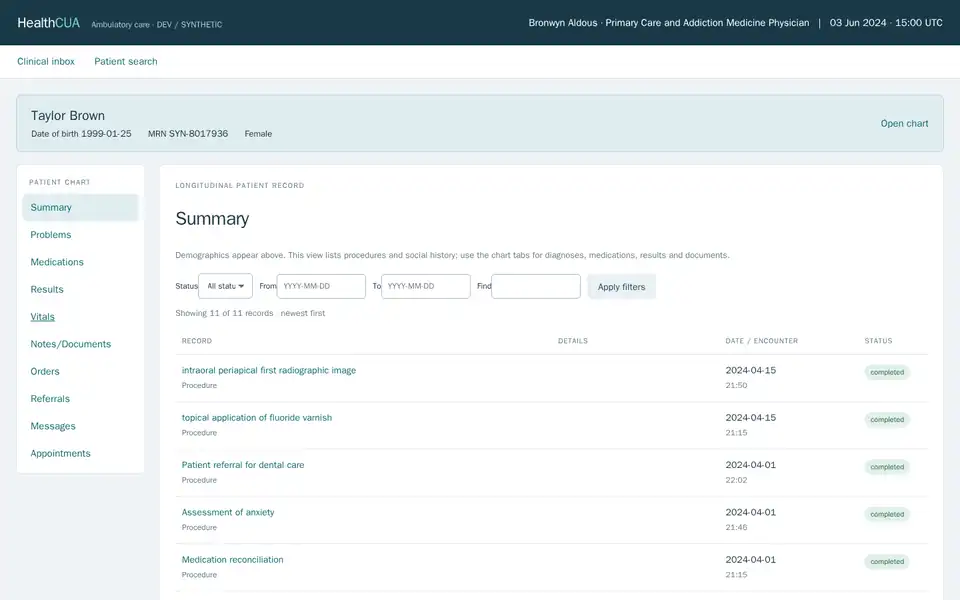 HealthCUA Ambulatory care · DEV / SYNTHETIC Bronwyn Aldous · Primary Care and Addiction Medicine Physician | 03 Jun 2024 · 15:00 UTC
Clinical inbox Patient search
Taylor Brown
Date of birth 1999-01-25 MRN SYN-8017936 Female
Open chart
PATIENT CHART
Summary
Problems
Medications
Results
Vitals
Notes/Documents
Orders
Referrals
Messages
Appointments
LONGITUDINAL PATIENT RECORD
Summary
Demographics appear above. This view lists procedures and social history; use the chart tabs for diagnoses, medications, results and documents.
Status All statu From YYYY-MM-DD To YYYY-MM-DD Find Apply filters
Showing 11 of 11 records newest first
RECORD DETAILS DATE / ENCOUNTER STATUS
intraoral periapical first radiographic image 2024-04-15 completed
Procedure 21:50
topical application of fluoride varnish 2024-04-15 completed
Procedure 21:15
Patient referral for dental care 2024-04-01 completed
Procedure 22:02
Assessment of anxiety 2024-04-01 completed
Procedure 21:46
Medication reconciliation 2024-04-01 completed
Procedure 21:15